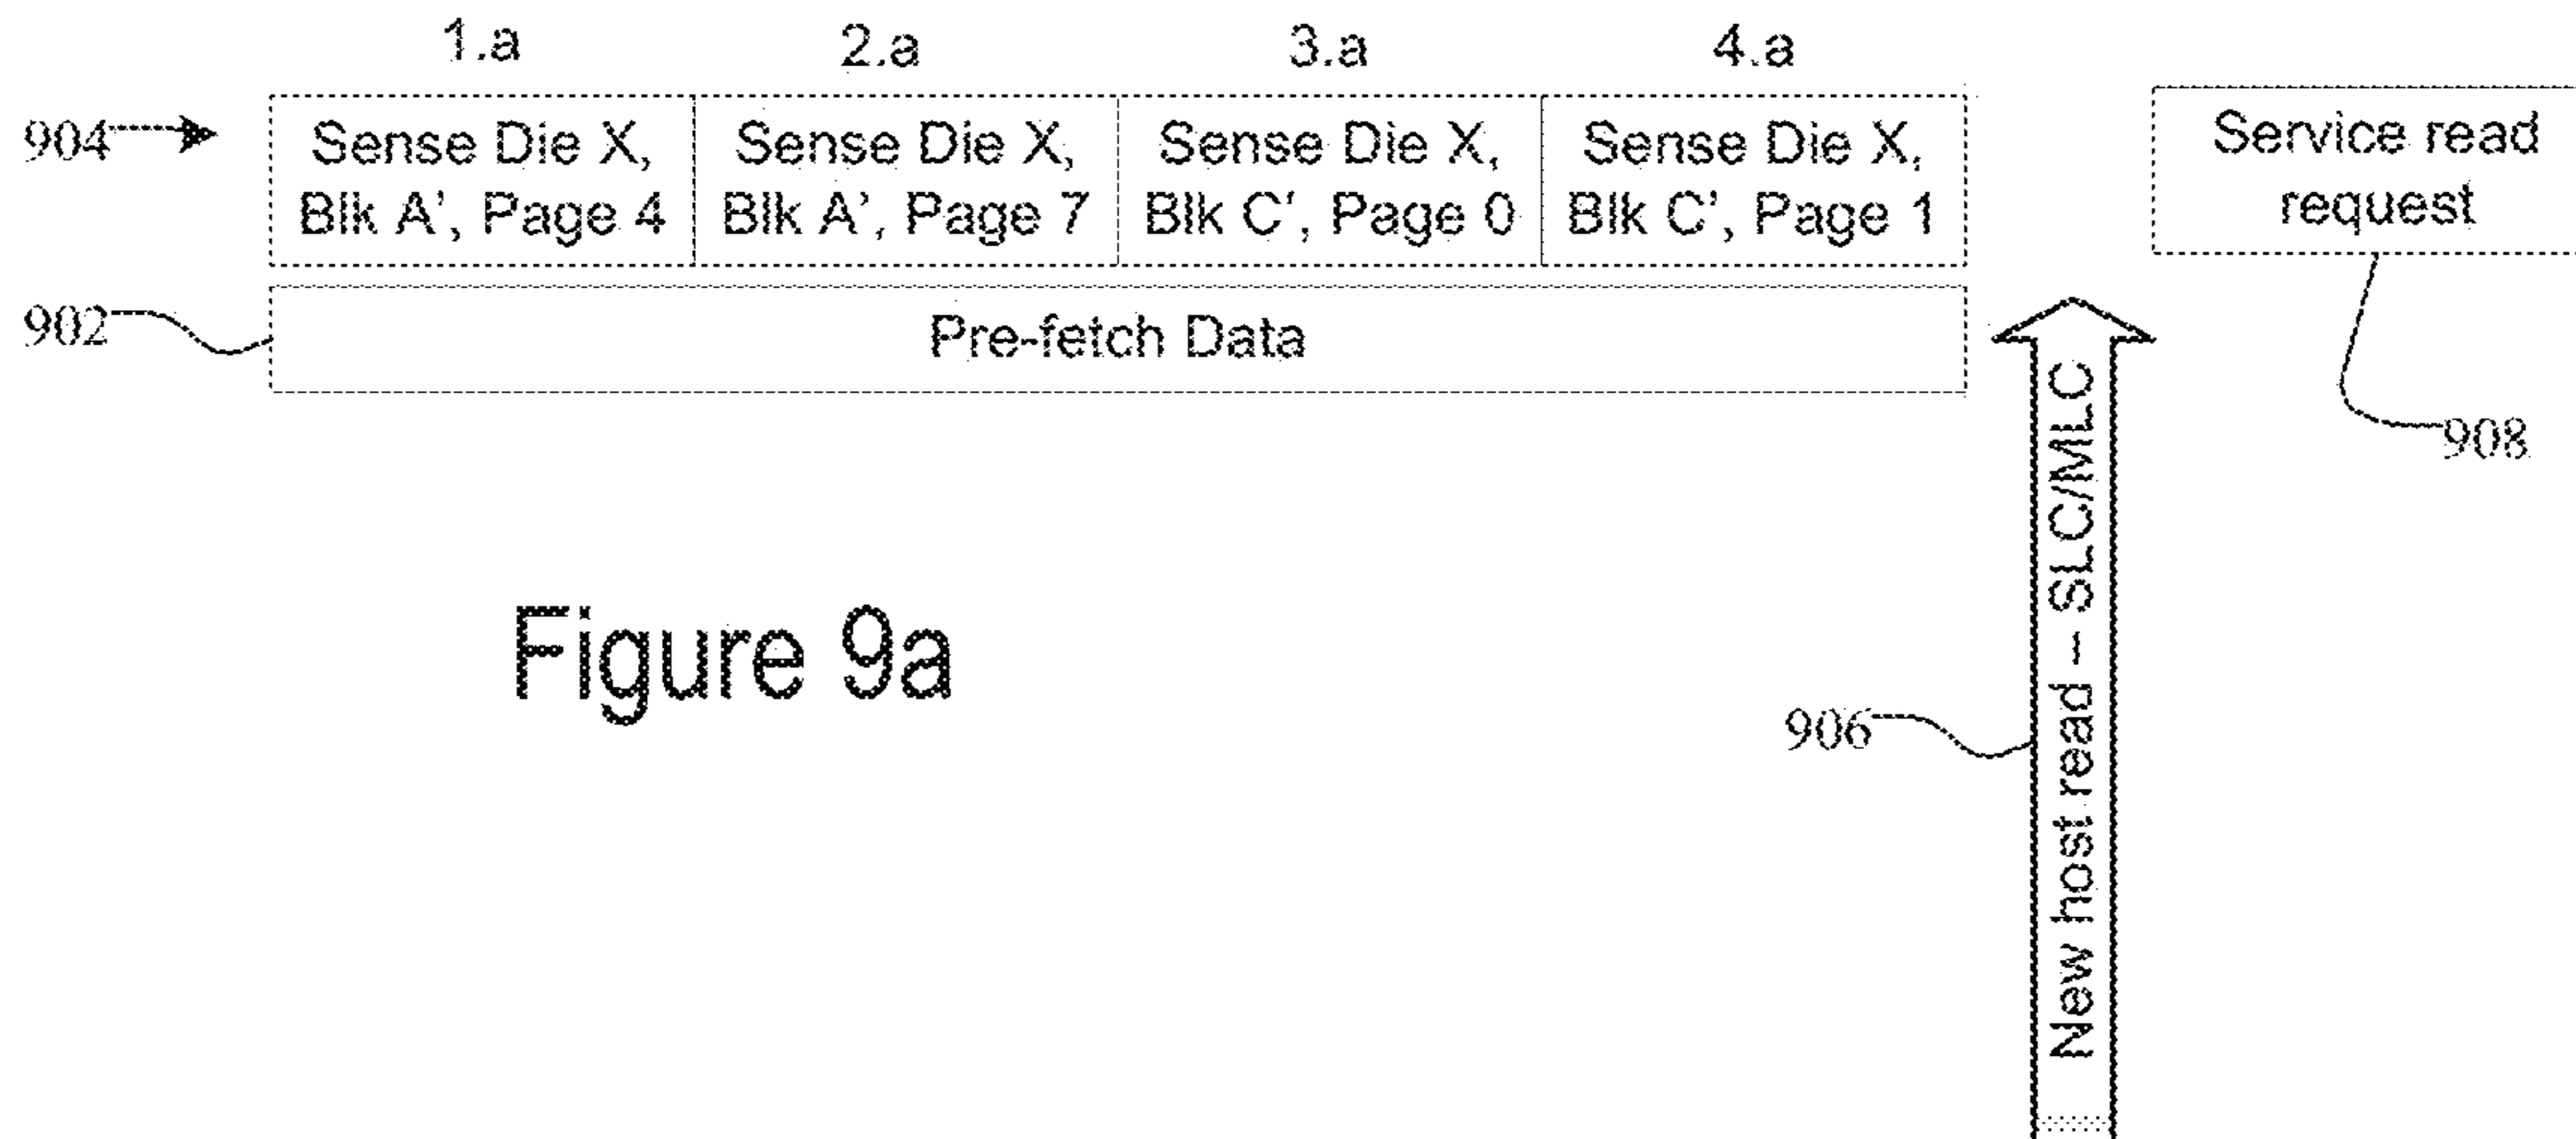 1.a 2.a 3.a 4.a
904
Sense Die X,
Blk A', Page 4
Sense Die X,
Blk A', Page 7
Sense Die X,
Blk C', Page 0
Sense Die X,
Blk C', Page 1
Service read
request
902
Pre-fetch Data
908
New host read – SLC/MLC
906
Figure 9a